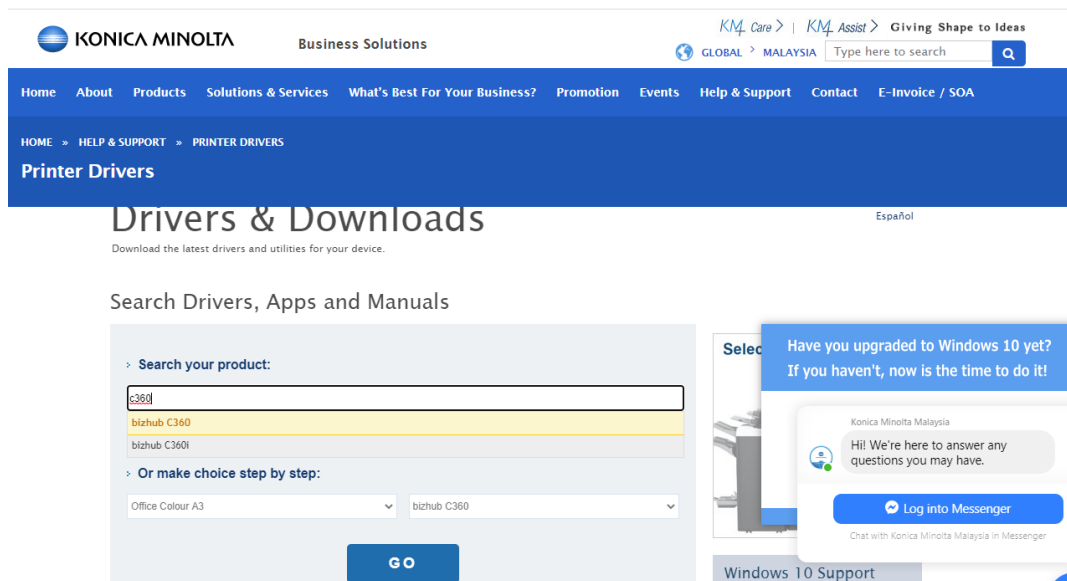 KONICA MINOLTA
Business Solutions
KM Care > | KM Assist > Giving Shape to Ideas
GLOBAL > MALAYSIA Type here to search
Home About Products Solutions & Services What's Best For Your Business? Promotion Events Help & Support Contact E-Invoice / SOA
HOME » HELP & SUPPORT » PRINTER DRIVERS
Printer Drivers
Drivers & Downloads
Español
Download the latest drivers and utilities for your device.
Search Drivers, Apps and Manuals
› Search your product:
c360
bizhub C360
bizhub C360i
› Or make choice step by step:
Office Colour A3
bizhub C360
GO
Selec
Have you upgraded to Windows 10 yet?
If you haven't, now is the time to do it!
Konica Minolta Malaysia
Hi! We're here to answer any
questions you may have.
Log into Messenger
Chat with Konica Minolta Malaysia in Messenger
Windows 10 Support